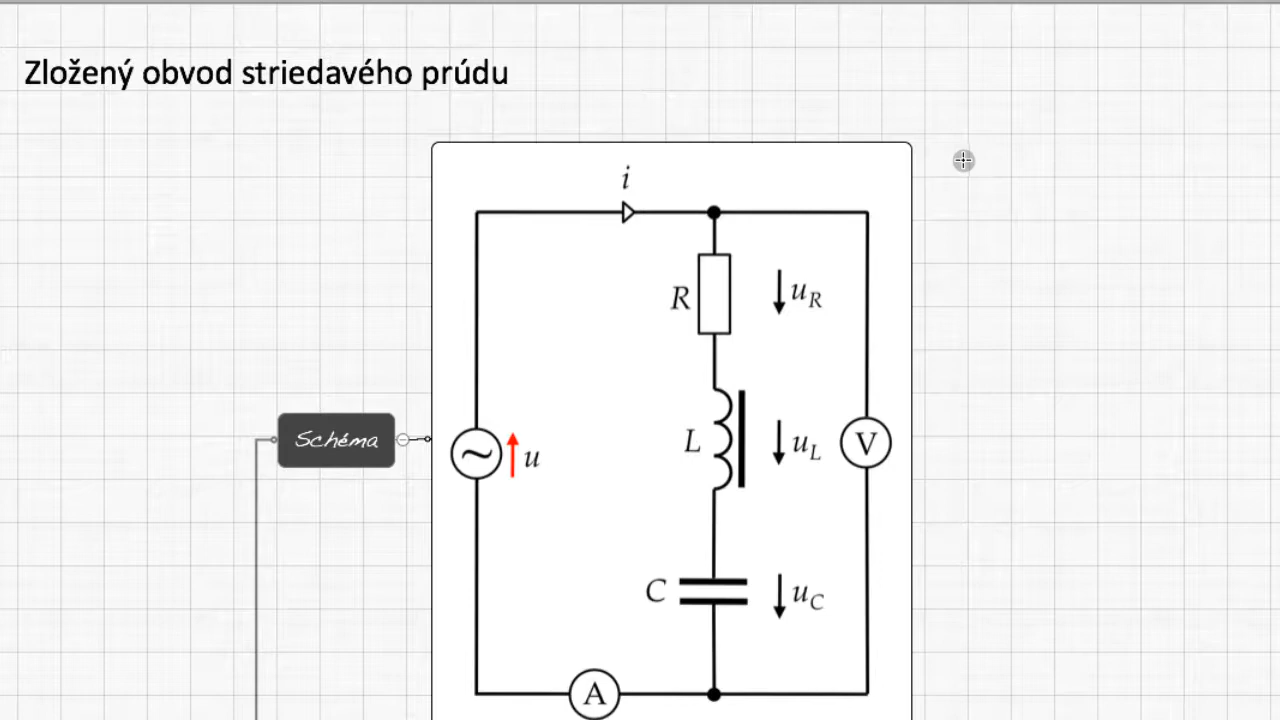 Zložený obvod striedavého prúdu
i
R
u_R
Schéma
u
L
u_L
V
C
u_C
A